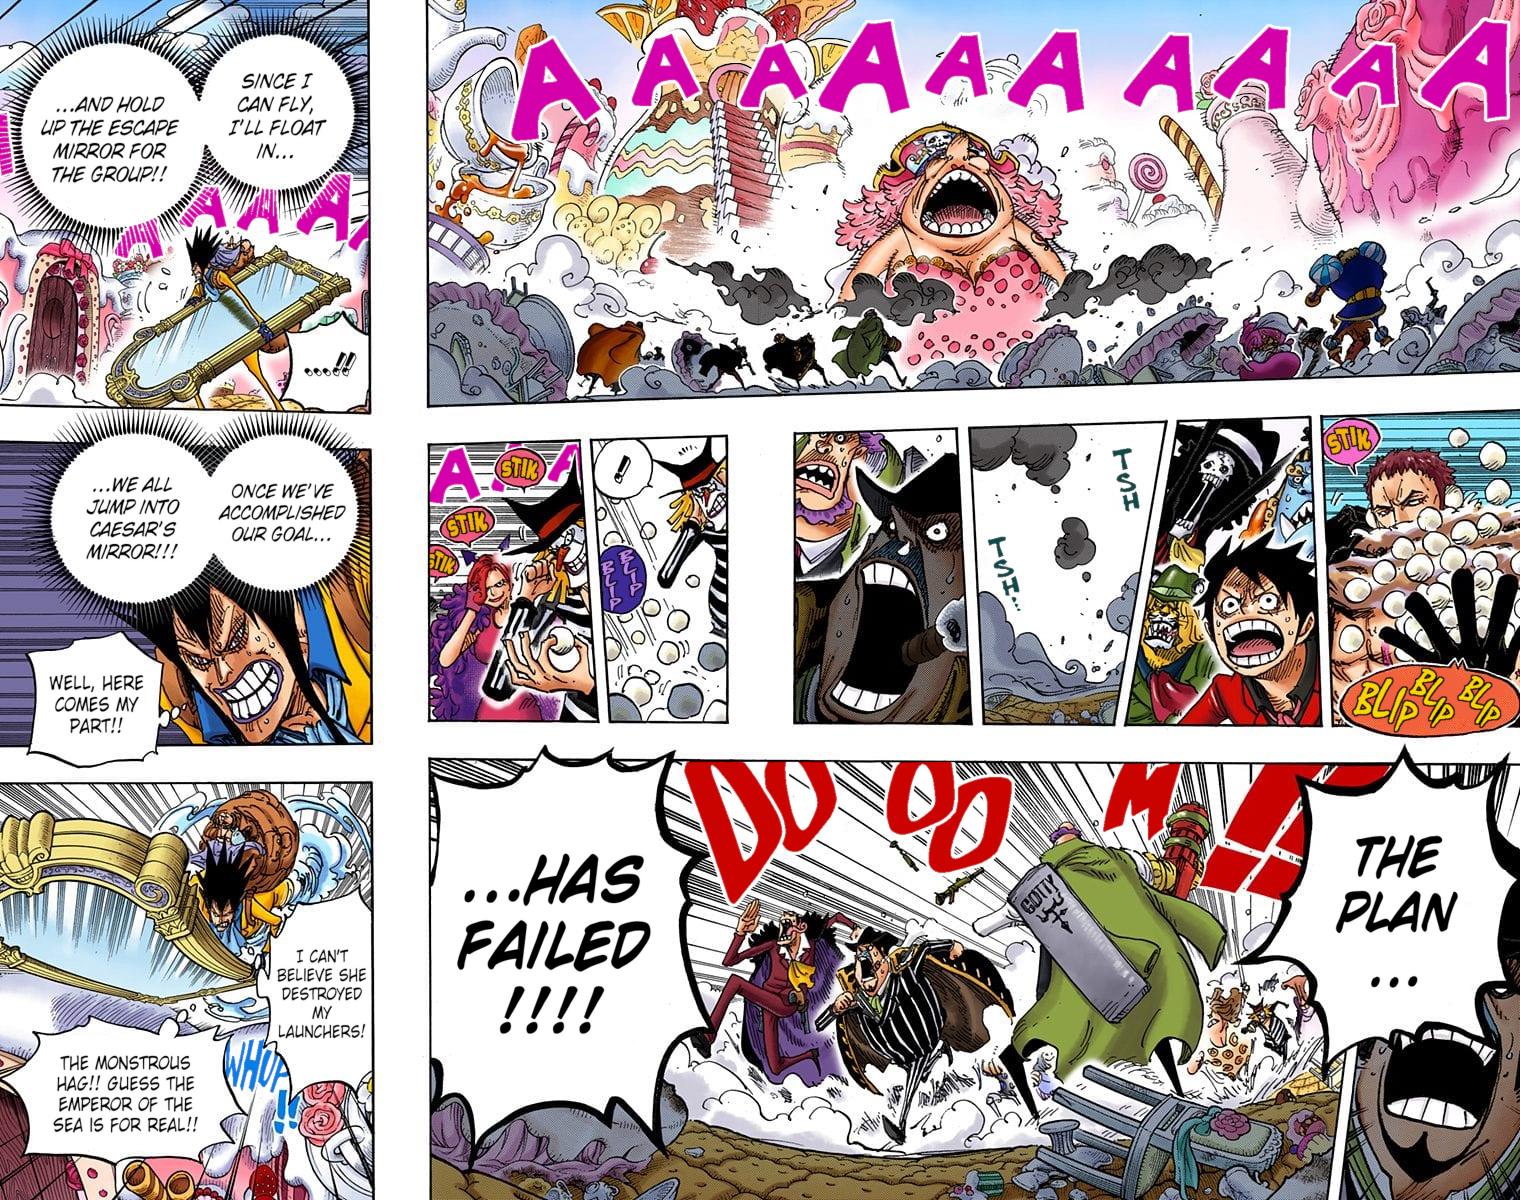 A A A A A A A A A A
STIK
BLIP
BLIP
BLIP
TSH
TSH...
!!
BLIP
BLIP
STIK
STIK
STIK
A A A
THE
PLAN
...
DOOOOM!!
GOTI!
...HAS
FAILED
!!!!
SINCE I
CAN FLY,
I'LL FLOAT
IN...
...AND HOLD
UP THE ESCAPE
MIRROR FOR
THE GROUP!!
A A A A A
....!!
ONCE WE'VE
ACCOMPLISHED
OUR GOAL...
...WE ALL
JUMP INTO
CAESAR'S
MIRROR!!!
WELL, HERE
COMES MY
PART!!
I CAN'T
BELIEVE SHE
DESTROYED
MY
LAUNCHERS!
WHUP
!!
THE MONSTROUS
HAG!! GUESS THE
EMPEROR OF THE
SEA IS FOR REAL!!